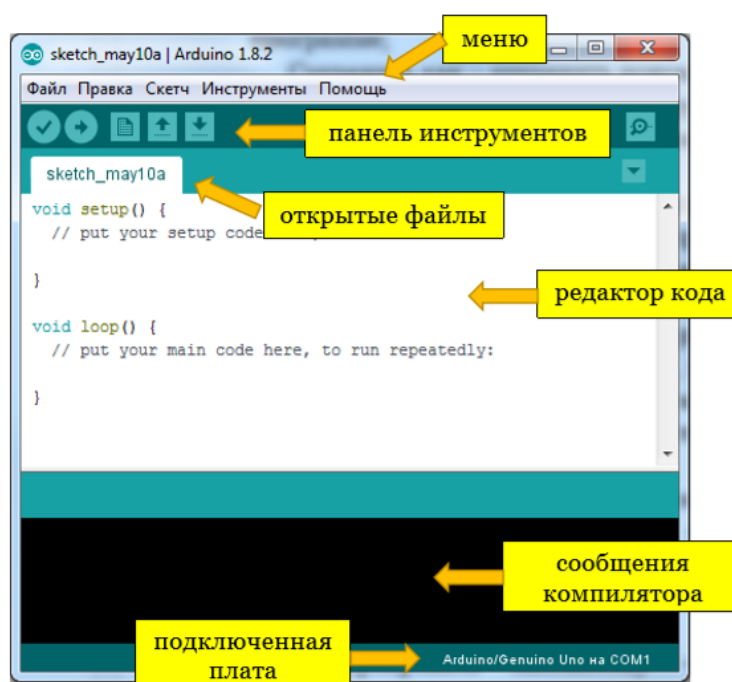 меню
sketch_may10a | Arduino 1.8.2
Файл Правка Скетч Инструменты Помощь
панель инструментов
sketch_may10a
открытые файлы
void setup() {
// put your setup code
}
редактор кода
void loop() {
// put your main code here, to run repeatedly:
}
сообщения
компилятора
подключенная
плата
Arduino/Genuino Uno на COM1